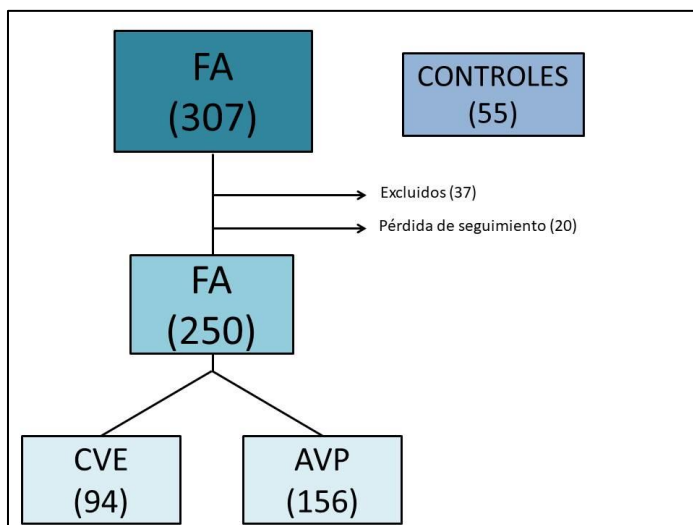 FA
(307)
CONTROLES
(55)
Excluidos (37)
Pérdida de seguimiento (20)
FA
(250)
CVE
(94)
AVP
(156)